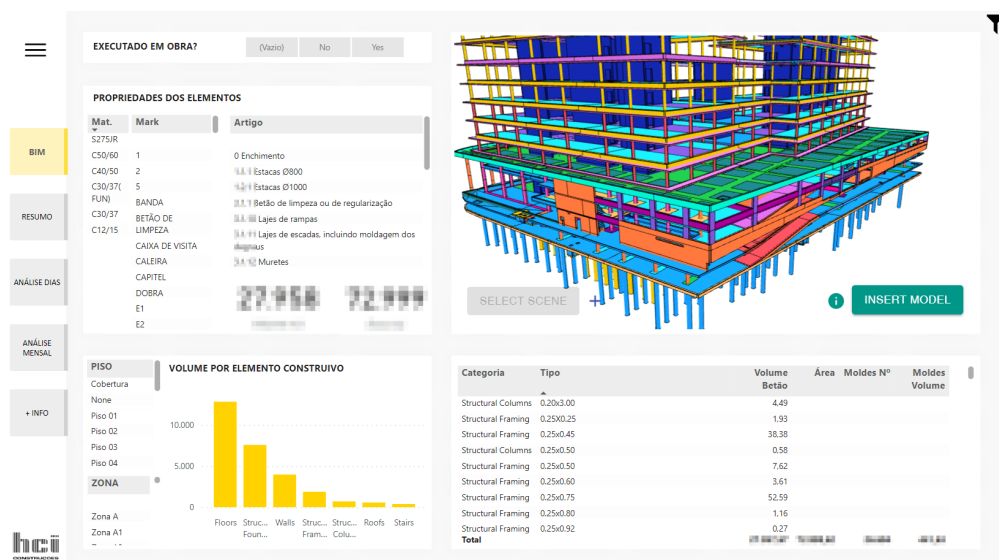 EXECUTADO EM OBRA?
(Vazio) No Yes
PROPRIEDADES DOS ELEMENTOS
Mat. Mark Artigo
S275JR
C50/60 1 0 Enchimento
C40/50 2 Estacas Ø800
C30/37( 5 Estacas Ø1000
FUN) BANDA Betão de limpeza ou de regularização
C30/37 BETÃO DE Lajes de rampas
C12/15 LIMPEZA Lajes de escadas, incluindo moldagem dos
CAIXA DE VISITA
CALEIRA Muretes
CAPITEL
DOBRA
E1
E2
BIM
RESUMO
ANÁLISE DIAS
ANÁLISE
MENSAL
+ INFO
SELECT SCENE +
i INSERT MODEL
PISO
Cobertura
None
Piso 01
Piso 02
Piso 03
Piso 04
ZONA
Zona A
Zona A1
VOLUME POR ELEMENTO CONSTRUIVO
10.000
5.000
0
Floors Struc... Walls Struc... Struc... Roofs Stairs
Foun... Fram... Colu...
Categoria Tipo Volume Área Moldes Nº Moldes
Betão Volume
Structural Columns 0.20x3.00 4,49
Structural Framing 0.25X0.25 1,93
Structural Framing 0.25x0.45 38,38
Structural Columns 0.25x0.50 0,58
Structural Framing 0.25x0.50 7,62
Structural Framing 0.25x0.60 3,61
Structural Framing 0.25x0.75 52,59
Structural Framing 0.25x0.80 1,16
Structural Framing 0.25x0.92 0,27
Total
hci
CONSTRUÇÕES